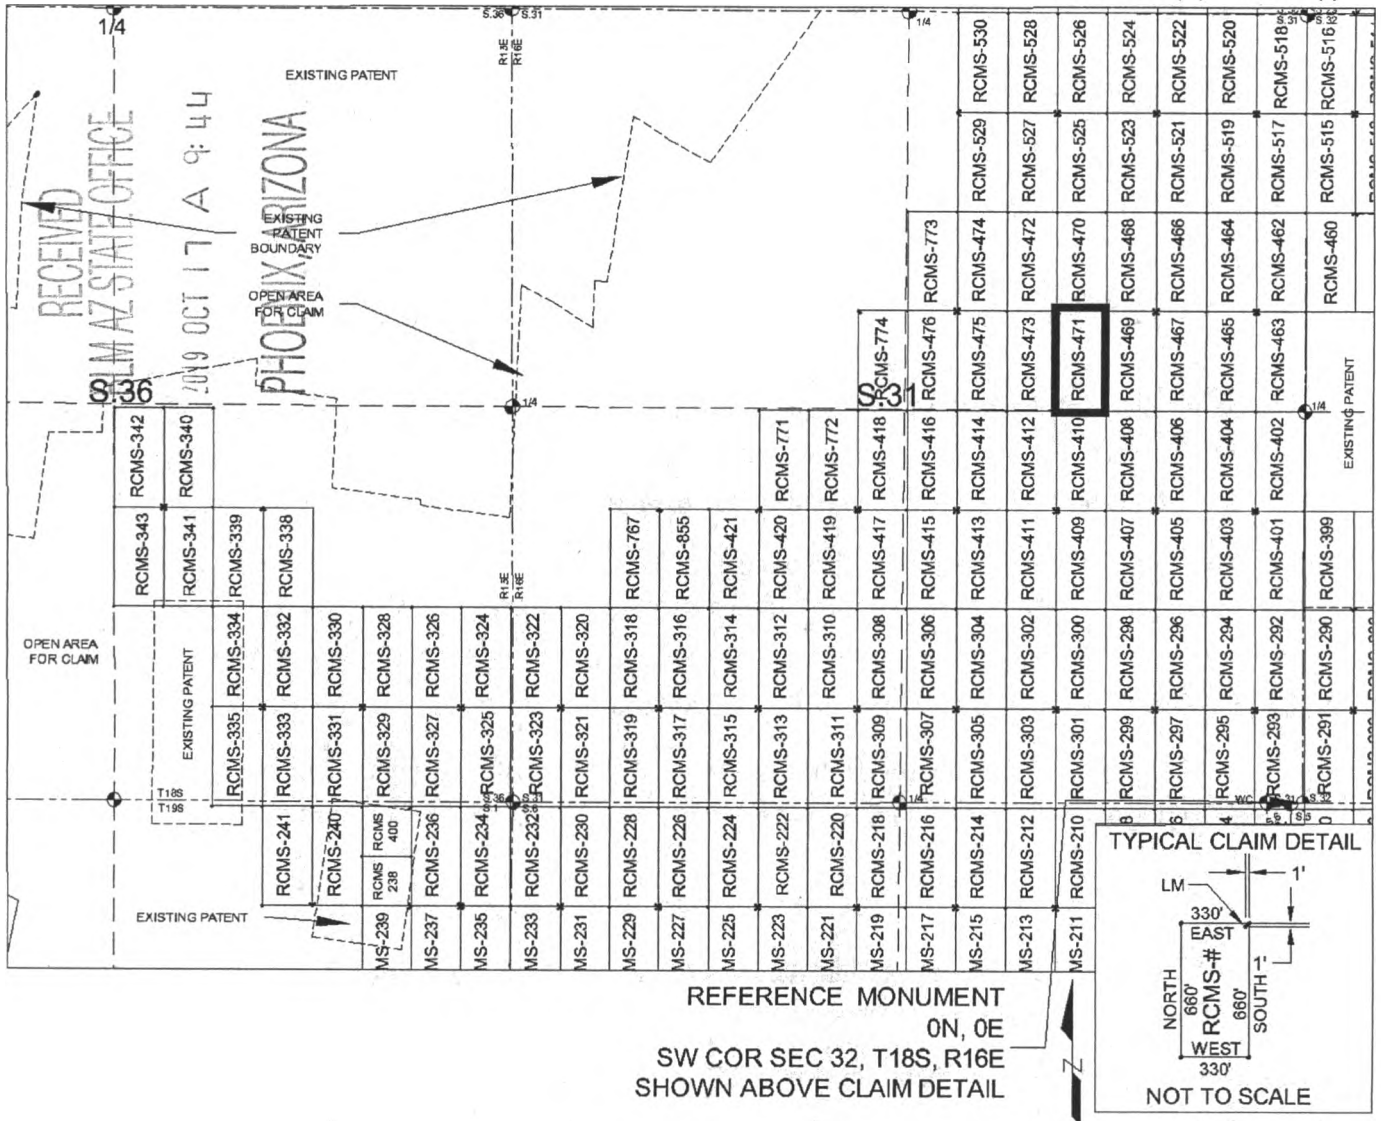 S.36 S.31
1/4
1/4
S.31 S.32
R15E R16E
EXISTING PATENT
RCMS-530 RCMS-528 RCMS-526 RCMS-524 RCMS-522 RCMS-520 RCMS-518 RCMS-516
RECEIVED
BLM AZ STATE OFFICE
2019 OCT 17 A 9:44
PHOENIX, ARIZONA
RCMS-529 RCMS-527 RCMS-525 RCMS-523 RCMS-521 RCMS-519 RCMS-517 RCMS-515
EXISTING
PATENT
BOUNDARY
RCMS-773 RCMS-474 RCMS-472 RCMS-470 RCMS-468 RCMS-466 RCMS-464 RCMS-462 RCMS-460
OPEN AREA
FOR CLAIM
RCMS-774 RCMS-476 RCMS-475 RCMS-473 RCMS-471 RCMS-469 RCMS-467 RCMS-465 RCMS-463
EXISTING PATENT
S.36
1/4
S.31
1/4
RCMS-342 RCMS-340 RCMS-771 RCMS-772 RCMS-418 RCMS-416 RCMS-414 RCMS-412 RCMS-410 RCMS-408 RCMS-406 RCMS-404 RCMS-402
RCMS-343 RCMS-341 RCMS-339 RCMS-338 RCMS-767 RCMS-855 RCMS-421 RCMS-420 RCMS-419 RCMS-417 RCMS-415 RCMS-413 RCMS-411 RCMS-409 RCMS-407 RCMS-405 RCMS-403 RCMS-401 RCMS-399
R16E
OPEN AREA
FOR CLAIM
EXISTING PATENT
RCMS-334 RCMS-332 RCMS-330 RCMS-328 RCMS-326 RCMS-324 RCMS-322 RCMS-320 RCMS-318 RCMS-316 RCMS-314 RCMS-312 RCMS-310 RCMS-308 RCMS-306 RCMS-304 RCMS-302 RCMS-300 RCMS-298 RCMS-296 RCMS-294 RCMS-292 RCMS-290
RCMS-335 RCMS-333 RCMS-331 RCMS-329 RCMS-327 RCMS-325 RCMS-323 RCMS-321 RCMS-319 RCMS-317 RCMS-315 RCMS-313 RCMS-311 RCMS-309 RCMS-307 RCMS-305 RCMS-303 RCMS-301 RCMS-299 RCMS-297 RCMS-295 RCMS-293 RCMS-291
T18S
T19S
S.36 S.31
S.1 S.6
1/4
WC
S.31 S.32
S.5
RCMS-241 RCMS-240 RCMS 400 RCMS-236 RCMS-234 RCMS-232 RCMS-230 RCMS-228 RCMS-226 RCMS-224 RCMS-222 RCMS-220 RCMS-218 RCMS-216 RCMS-214 RCMS-212 RCMS-210
RCMS 238
EXISTING PATENT
MS-239 MS-237 MS-235 MS-233 MS-231 MS-229 MS-227 MS-225 MS-223 MS-221 MS-219 MS-217 MS-215 MS-213 MS-211
TYPICAL CLAIM DETAIL
1'
LM
330'
EAST
NORTH
660'
RCMS-#
660'
SOUTH
1'
WEST
330'
NOT TO SCALE
REFERENCE MONUMENT
0N, 0E
SW COR SEC 32, T18S, R16E
SHOWN ABOVE CLAIM DETAIL
Z